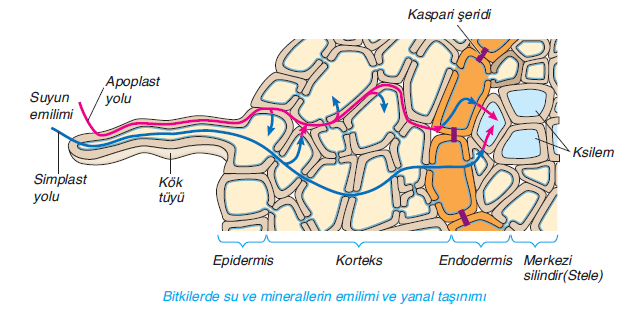 Kaspari şeridi
Apoplast
yolu
Suyun
emilimi
Simplast
yolu
Kök
tüyü
Ksilem
Epidermis
Korteks
Endodermis
Merkezi
silindir(Stele)
Bitkilerde su ve minerallerin emilimi ve yanal taşınımı